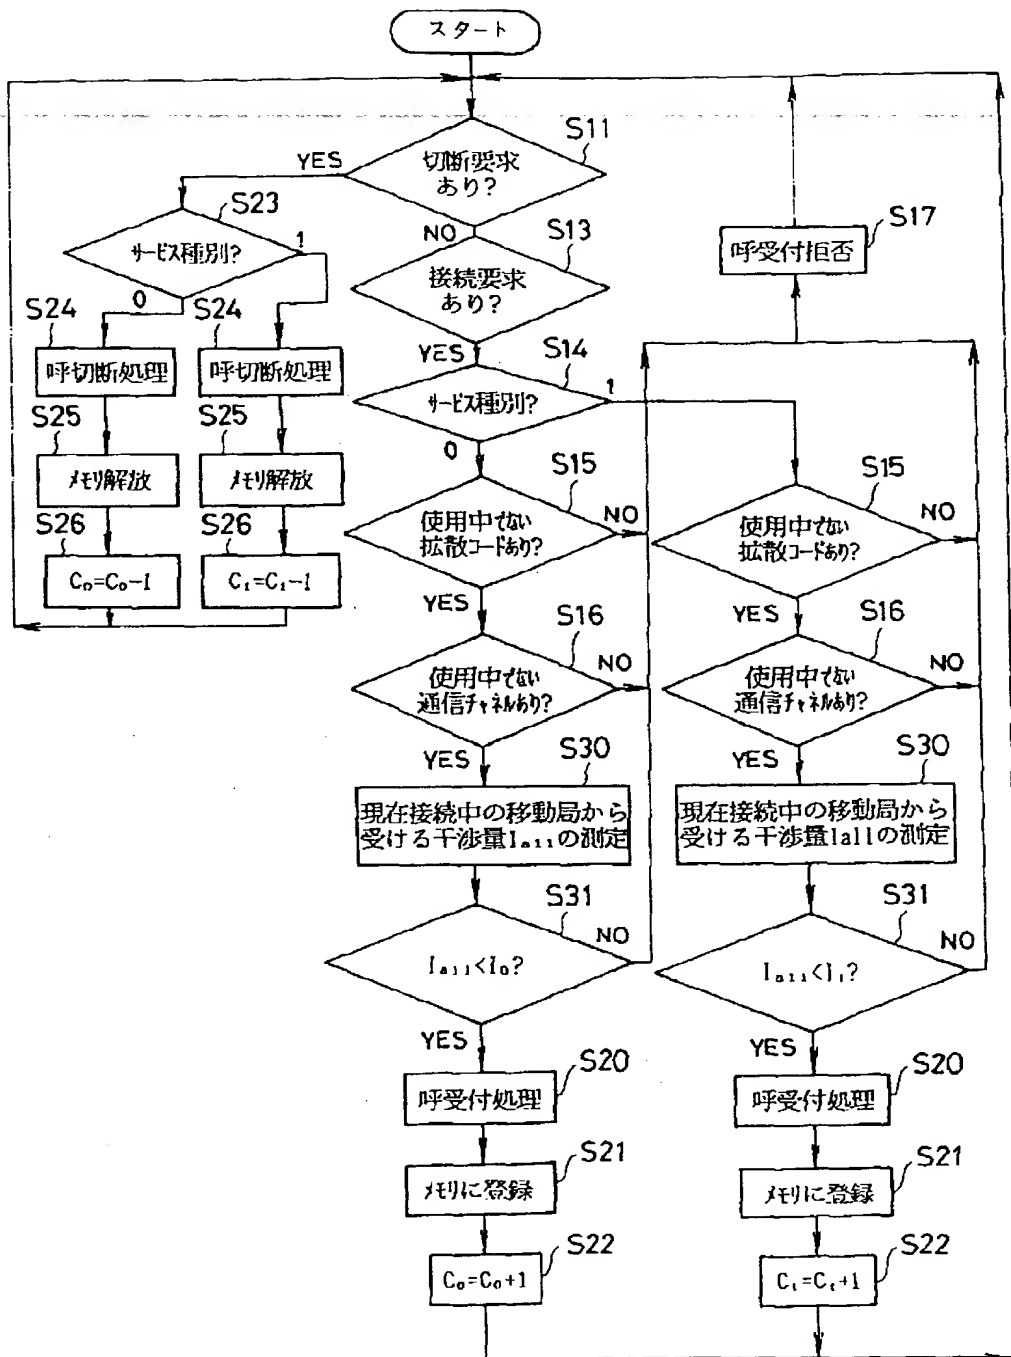 スタート
S11
切断要求
あり?
YES
NO
S23
サービス種別?
1
0
S13
接続要求
あり?
YES
S17
呼受付拒否
S24
呼切断処理
S24
呼切断処理
S14
サービス種別?
1
0
S25
メモリ解放
S25
メモリ解放
S26
C₀=C₀−1
S26
C₁=C₁−1
S15
使用中でない
拡散コードあり?
NO
YES
S15
使用中でない
拡散コードあり?
NO
YES
S16
使用中でない
通信チャネルあり?
NO
YES
S16
使用中でない
通信チャネルあり?
NO
YES
S30
現在接続中の移動局から
受ける干渉量Iₐₗₗの測定
S30
現在接続中の移動局から
受ける干渉量Iallの測定
S31
Iₐₗₗ<I₀?
NO
YES
S31
Iₐₗₗ<I₁?
NO
YES
S20
呼受付処理
S20
呼受付処理
S21
メモリに登録
S21
メモリに登録
S22
C₀=C₀+1
S22
C₁=C₁+1